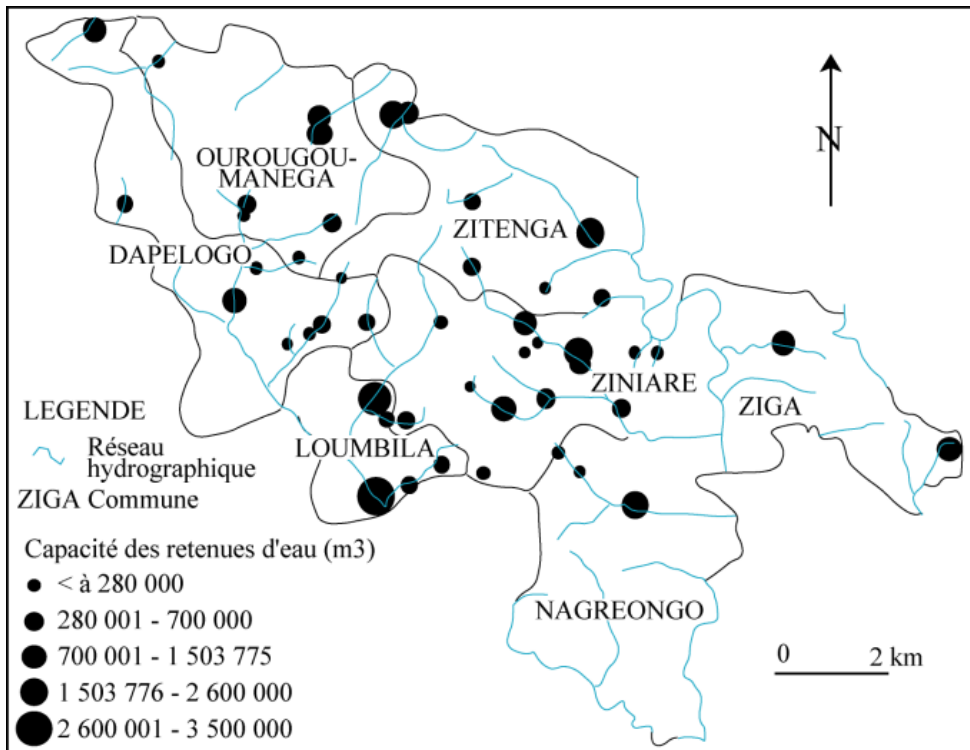 N
OUROUGOU-
MANEGA
ZITENGA
DAPELOGO
ZINIARE
LEGENDE
ZIGA
Réseau
hydrographique
LOUMBILA
ZIGA Commune
Capacité des retenues d'eau (m3)
< à 280 000
280 001 - 700 000
NAGREONGO
700 001 - 1 503 775
0 2 km
1 503 776 - 2 600 000
2 600 001 - 3 500 000